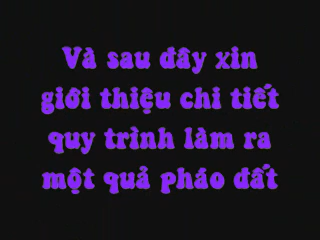 Và sau đây xin
giới thiệu chi tiết
quy trình làm ra
một quả pháo đất